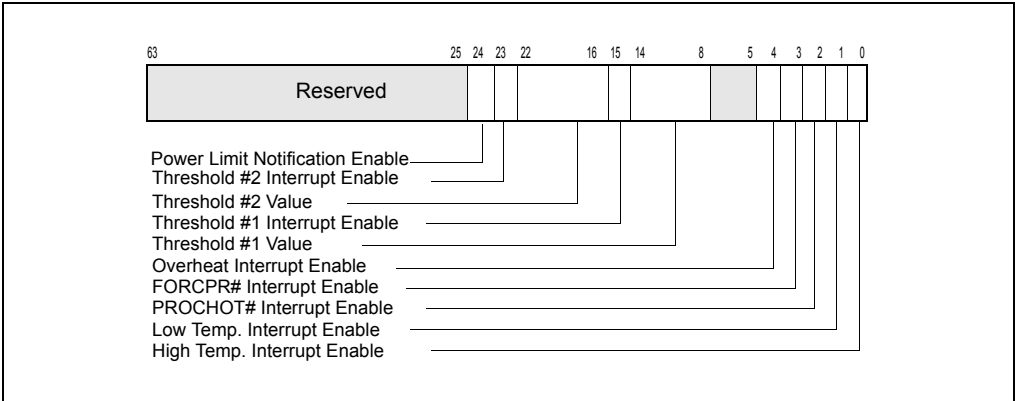 63 25 24 23 22 16 15 14 8 5 4 3 2 1 0
Reserved
Power Limit Notification Enable
Threshold #2 Interrupt Enable
Threshold #2 Value
Threshold #1 Interrupt Enable
Threshold #1 Value
Overheat Interrupt Enable
FORCPR# Interrupt Enable
PROCHOT# Interrupt Enable
Low Temp. Interrupt Enable
High Temp. Interrupt Enable